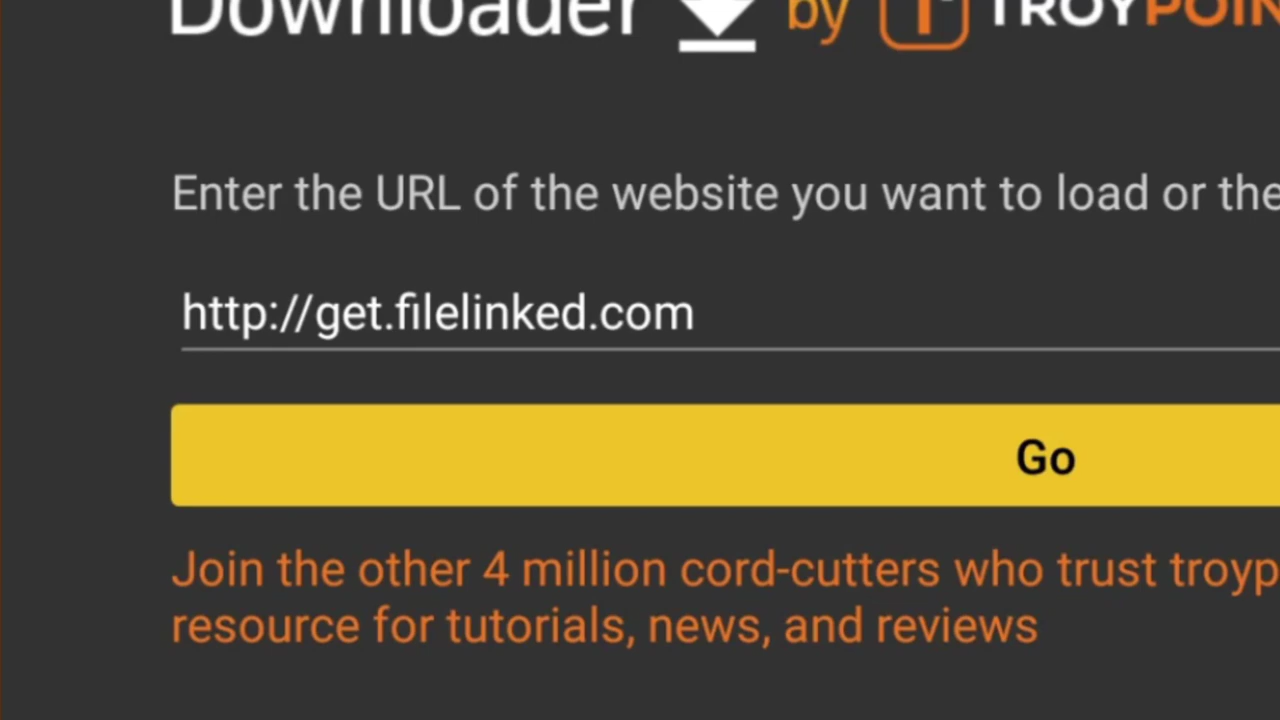 Downloader by TROYPOIN
Enter the URL of the website you want to load or the
http://get.filelinked.com
Go
Join the other 4 million cord-cutters who trust troyp
resource for tutorials, news, and reviews